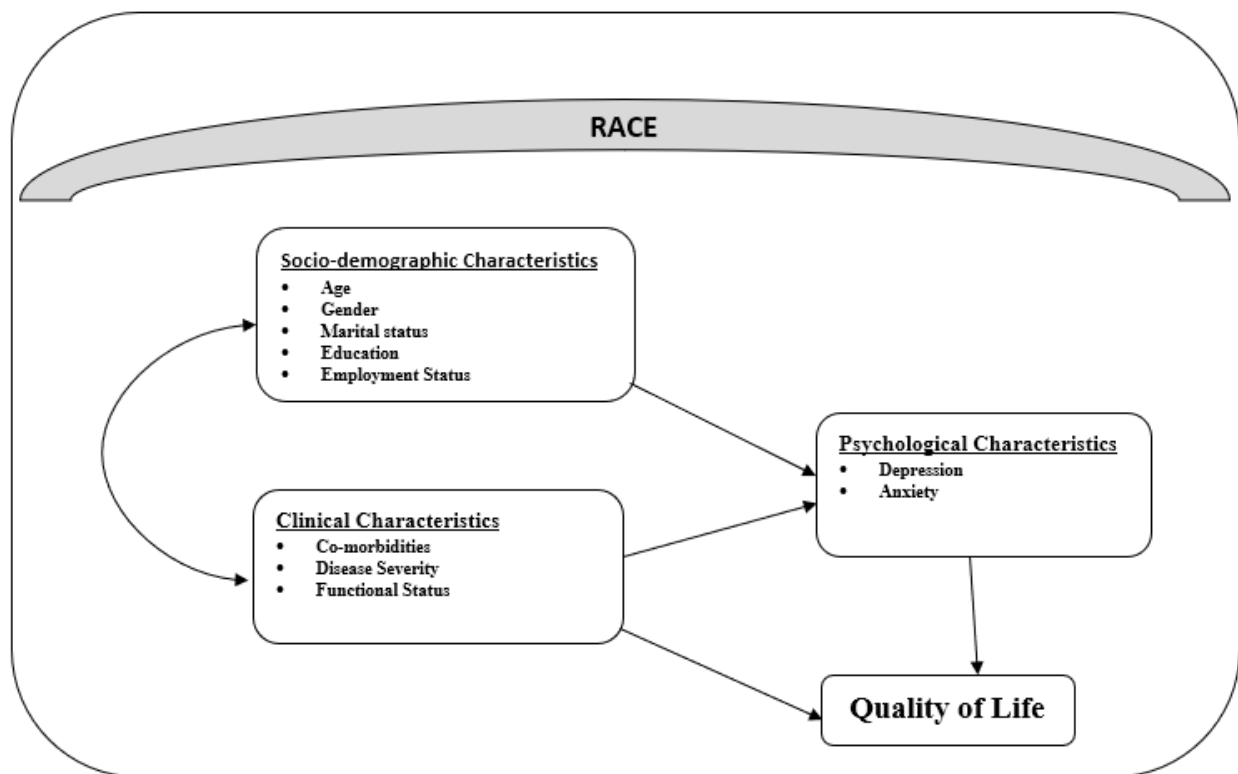 RACE
Socio-demographic Characteristics
• Age
• Gender
• Marital status
• Education
• Employment Status
Psychological Characteristics
• Depression
• Anxiety
Clinical Characteristics
• Co-morbidities
• Disease Severity
• Functional Status
Quality of Life